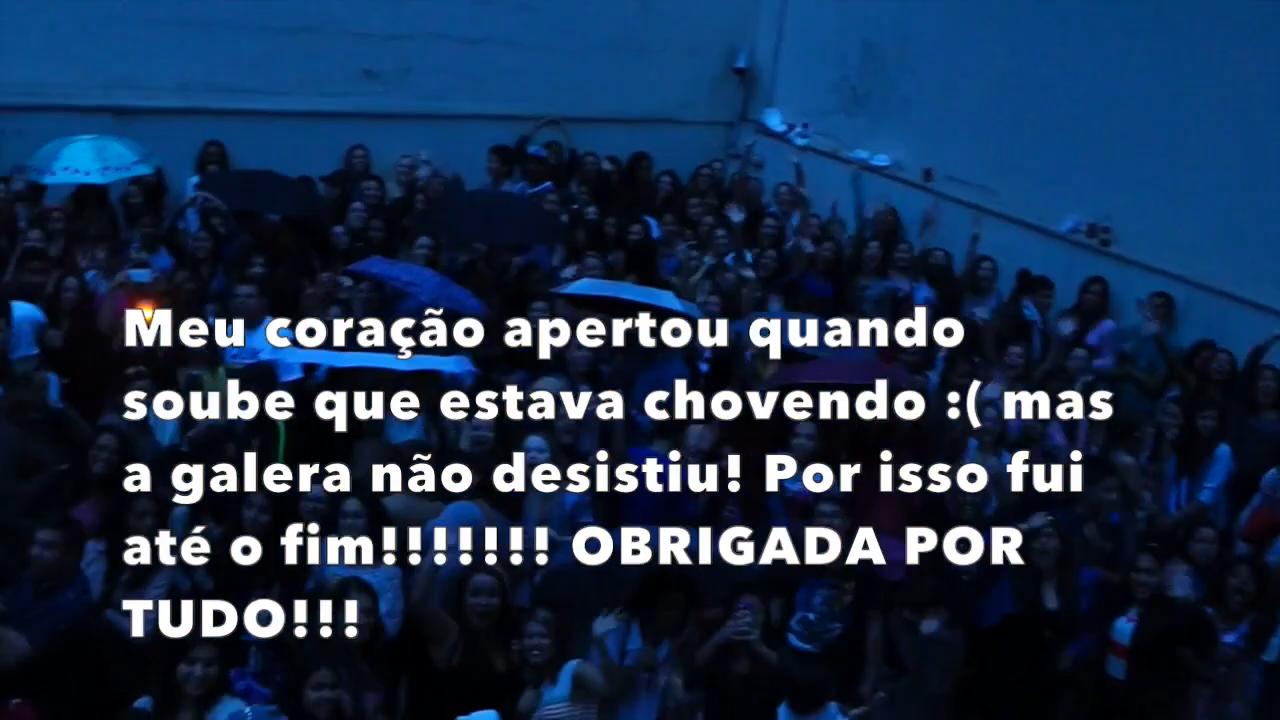 Meu coração apertou quando
soube que estava chovendo :( mas
a galera não desistiu! Por isso fui
até o fim!!!!!!! OBRIGADA POR
TUDO!!!